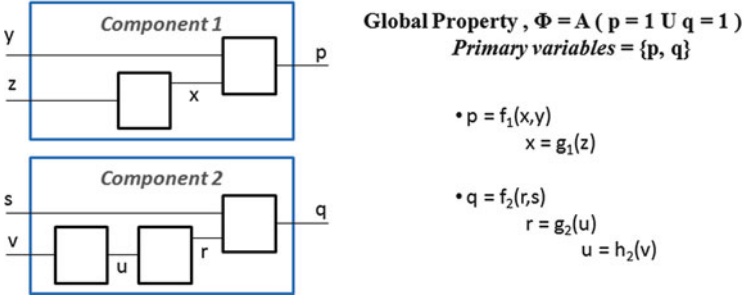 Component 1
y
z
x
p
Component 2
s
v
u
r
q
Global Property , Φ = A ( p = 1 U q = 1 )
Primary variables = {p, q}
• p = f₁(x,y)
x = g₁(z)
• q = f₂(r,s)
r = g₂(u)
u = h₂(v)